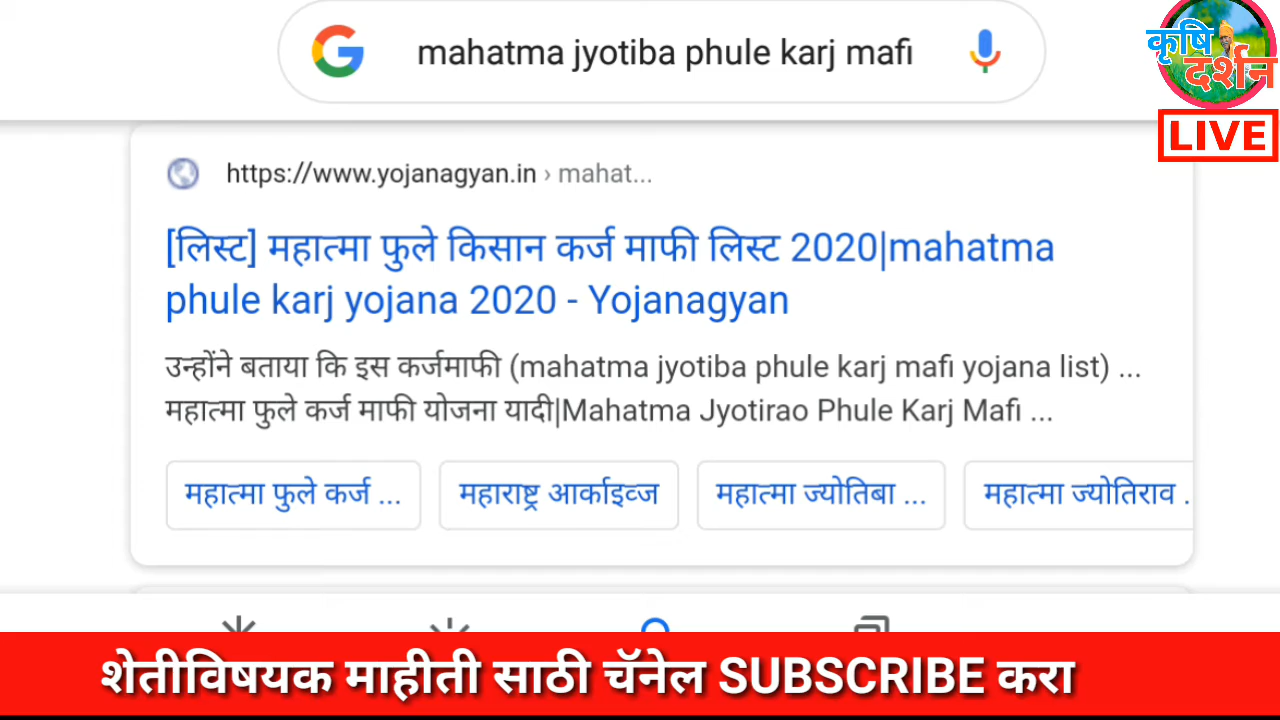 mahatma jyotiba phule karj mafi
कृषि
दर्शन
LIVE
https://www.yojanagyan.in › mahat...
[लिस्ट] महात्मा फुले किसान कर्ज माफी लिस्ट 2020|mahatma
phule karj yojana 2020 - Yojanagyan
उन्होंने बताया कि इस कर्जमाफी (mahatma jyotiba phule karj mafi yojana list) ...
महात्मा फुले कर्ज माफी योजना यादी|Mahatma Jyotirao Phule Karj Mafi ...
महात्मा फुले कर्ज ... महाराष्ट्र आर्काइव्ज महात्मा ज्योतिबा ... महात्मा ज्योतिराव .
शेतीविषयक माहीती साठी चॅनेल SUBSCRIBE करा